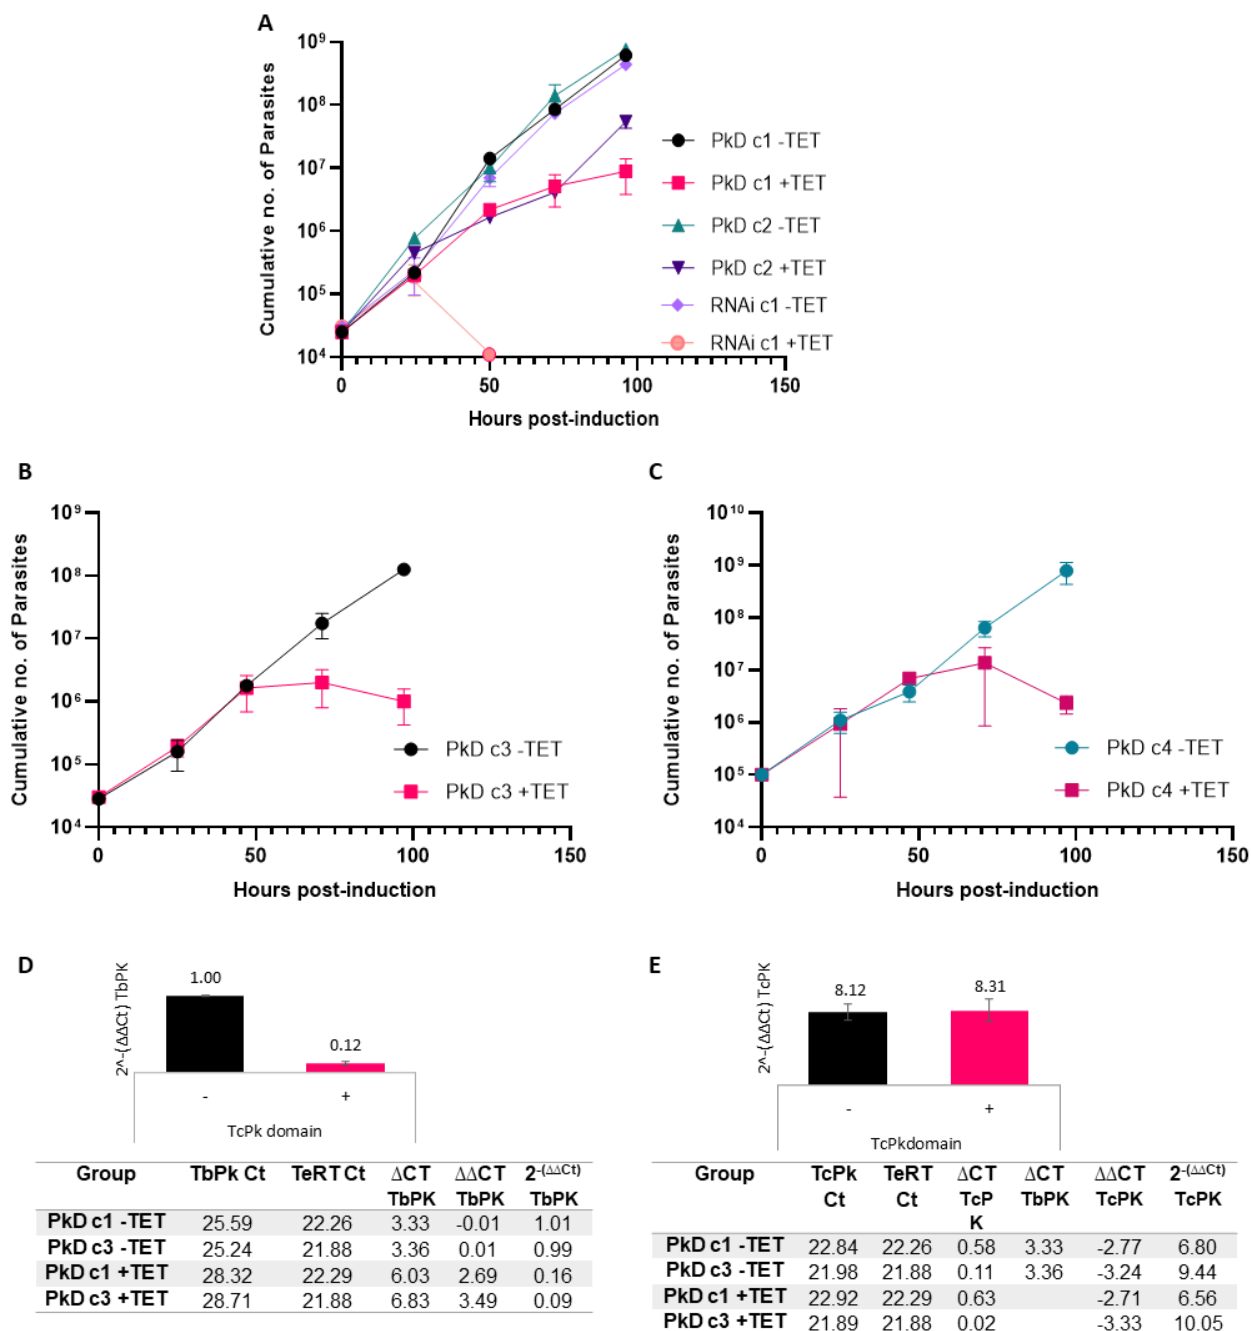 A
Cumulative no. of Parasites
10⁹
10⁸
10⁷
10⁶
10⁵
10⁴
0 50 100 150
Hours post-induction
PkD c1 -TET
PkD c1 +TET
PkD c2 -TET
PkD c2 +TET
RNAi c1 -TET
RNAi c1 +TET
B
Cumulative no. of Parasites
10⁹
10⁸
10⁷
10⁶
10⁵
10⁴
0 50 100 150
Hours post-induction
PkD c3 -TET
PkD c3 +TET
C
Cumulative no. of Parasites
10¹⁰
10⁹
10⁸
10⁷
10⁶
10⁵
10⁴
0 50 100 150
Hours post-induction
PkD c4 -TET
PkD c4 +TET
D
2^-(ΔΔCt) TbPK
1.00
0.12
- +
TcPk domain
Group TbPk Ct TeRT Ct ΔCT ΔΔCT 2-(ΔΔCt)
TbPK TbPK TbPK
PkD c1 -TET 25.59 22.26 3.33 -0.01 1.01
PkD c3 -TET 25.24 21.88 3.36 0.01 0.99
PkD c1 +TET 28.32 22.29 6.03 2.69 0.16
PkD c3 +TET 28.71 21.88 6.83 3.49 0.09
E
2^-(ΔΔCt) TcPK
8.12
8.31
- +
TcPkdomain
Group TcPk TeRT ΔCT ΔCT ΔΔCT 2-(ΔΔCt)
Ct Ct TcP TbPK TcPK TcPK
K
PkD c1 -TET 22.84 22.26 0.58 3.33 -2.77 6.80
PkD c3 -TET 21.98 21.88 0.11 3.36 -3.24 9.44
PkD c1 +TET 22.92 22.29 0.63 -2.71 6.56
PkD c3 +TET 21.89 21.88 0.02 -3.33 10.05